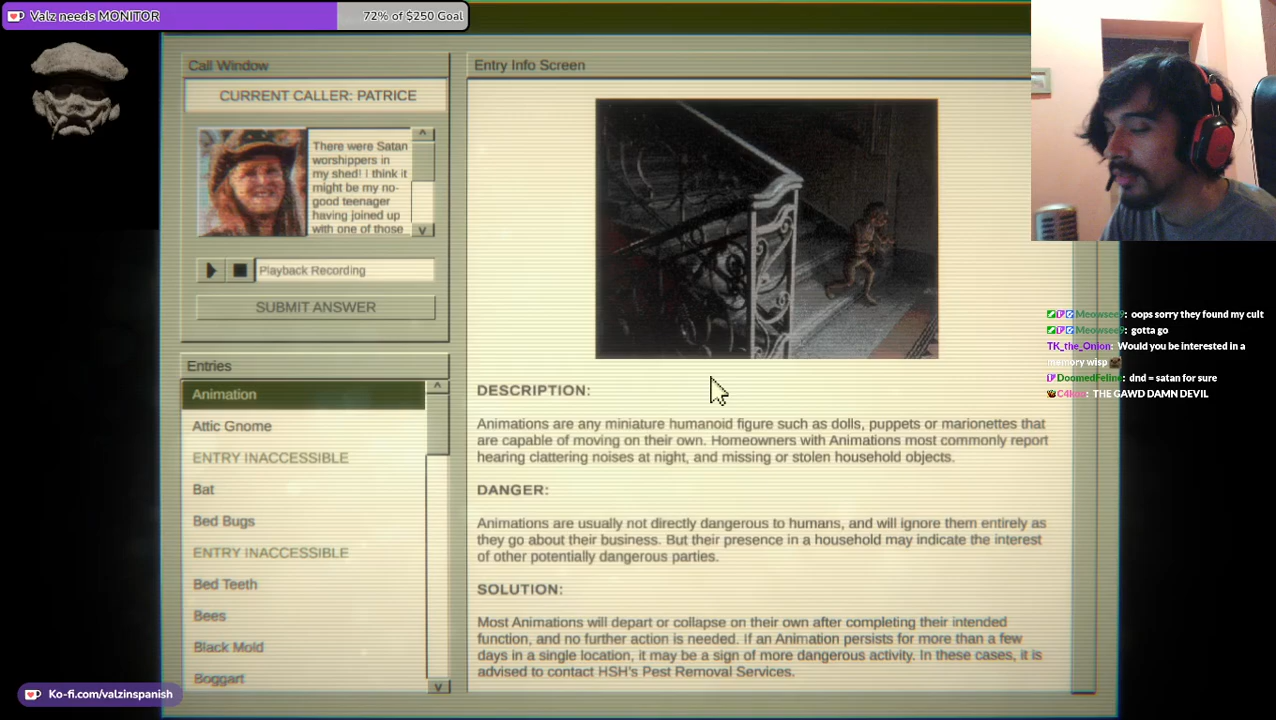 Valz needs MONITOR
72% of $250 Goal
Call Window
CURRENT CALLER: PATRICE
There were Satan
worshippers in
my shed! I think it
might be my no-
good teenager
having joined up
with one of those
Playback Recording
SUBMIT ANSWER
Entries
Animation
Attic Gnome
ENTRY INACCESSIBLE
Bat
Bed Bugs
ENTRY INACCESSIBLE
Bed Teeth
Bees
Black Mold
Boggart
Entry Info Screen
DESCRIPTION:
Animations are any miniature humanoid figure such as dolls, puppets or marionettes that
are capable of moving on their own. Homeowners with Animations most commonly report
hearing clattering noises at night, and missing or stolen household objects.
DANGER:
Animations are usually not directly dangerous to humans, and will ignore them entirely as
they go about their business. But their presence in a household may indicate the interest
of other potentially dangerous parties.
SOLUTION:
Most Animations will depart or collapse on their own after completing their intended
function, and no further action is needed. If an Animation persists for more than a few
days in a single location, it may be a sign of more dangerous activity. In these cases, it is
advised to contact HSH's Pest Removal Services.
Meowsee9: oops sorry they found my cult
Meowsee9: gotta go
TK_the_Onion: Would you be interested in a
memory wisp
DoomedFeline: dnd = satan for sure
C4koo: THE GAWD DAMN DEVIL
Ko-fi.com/valzinspanish